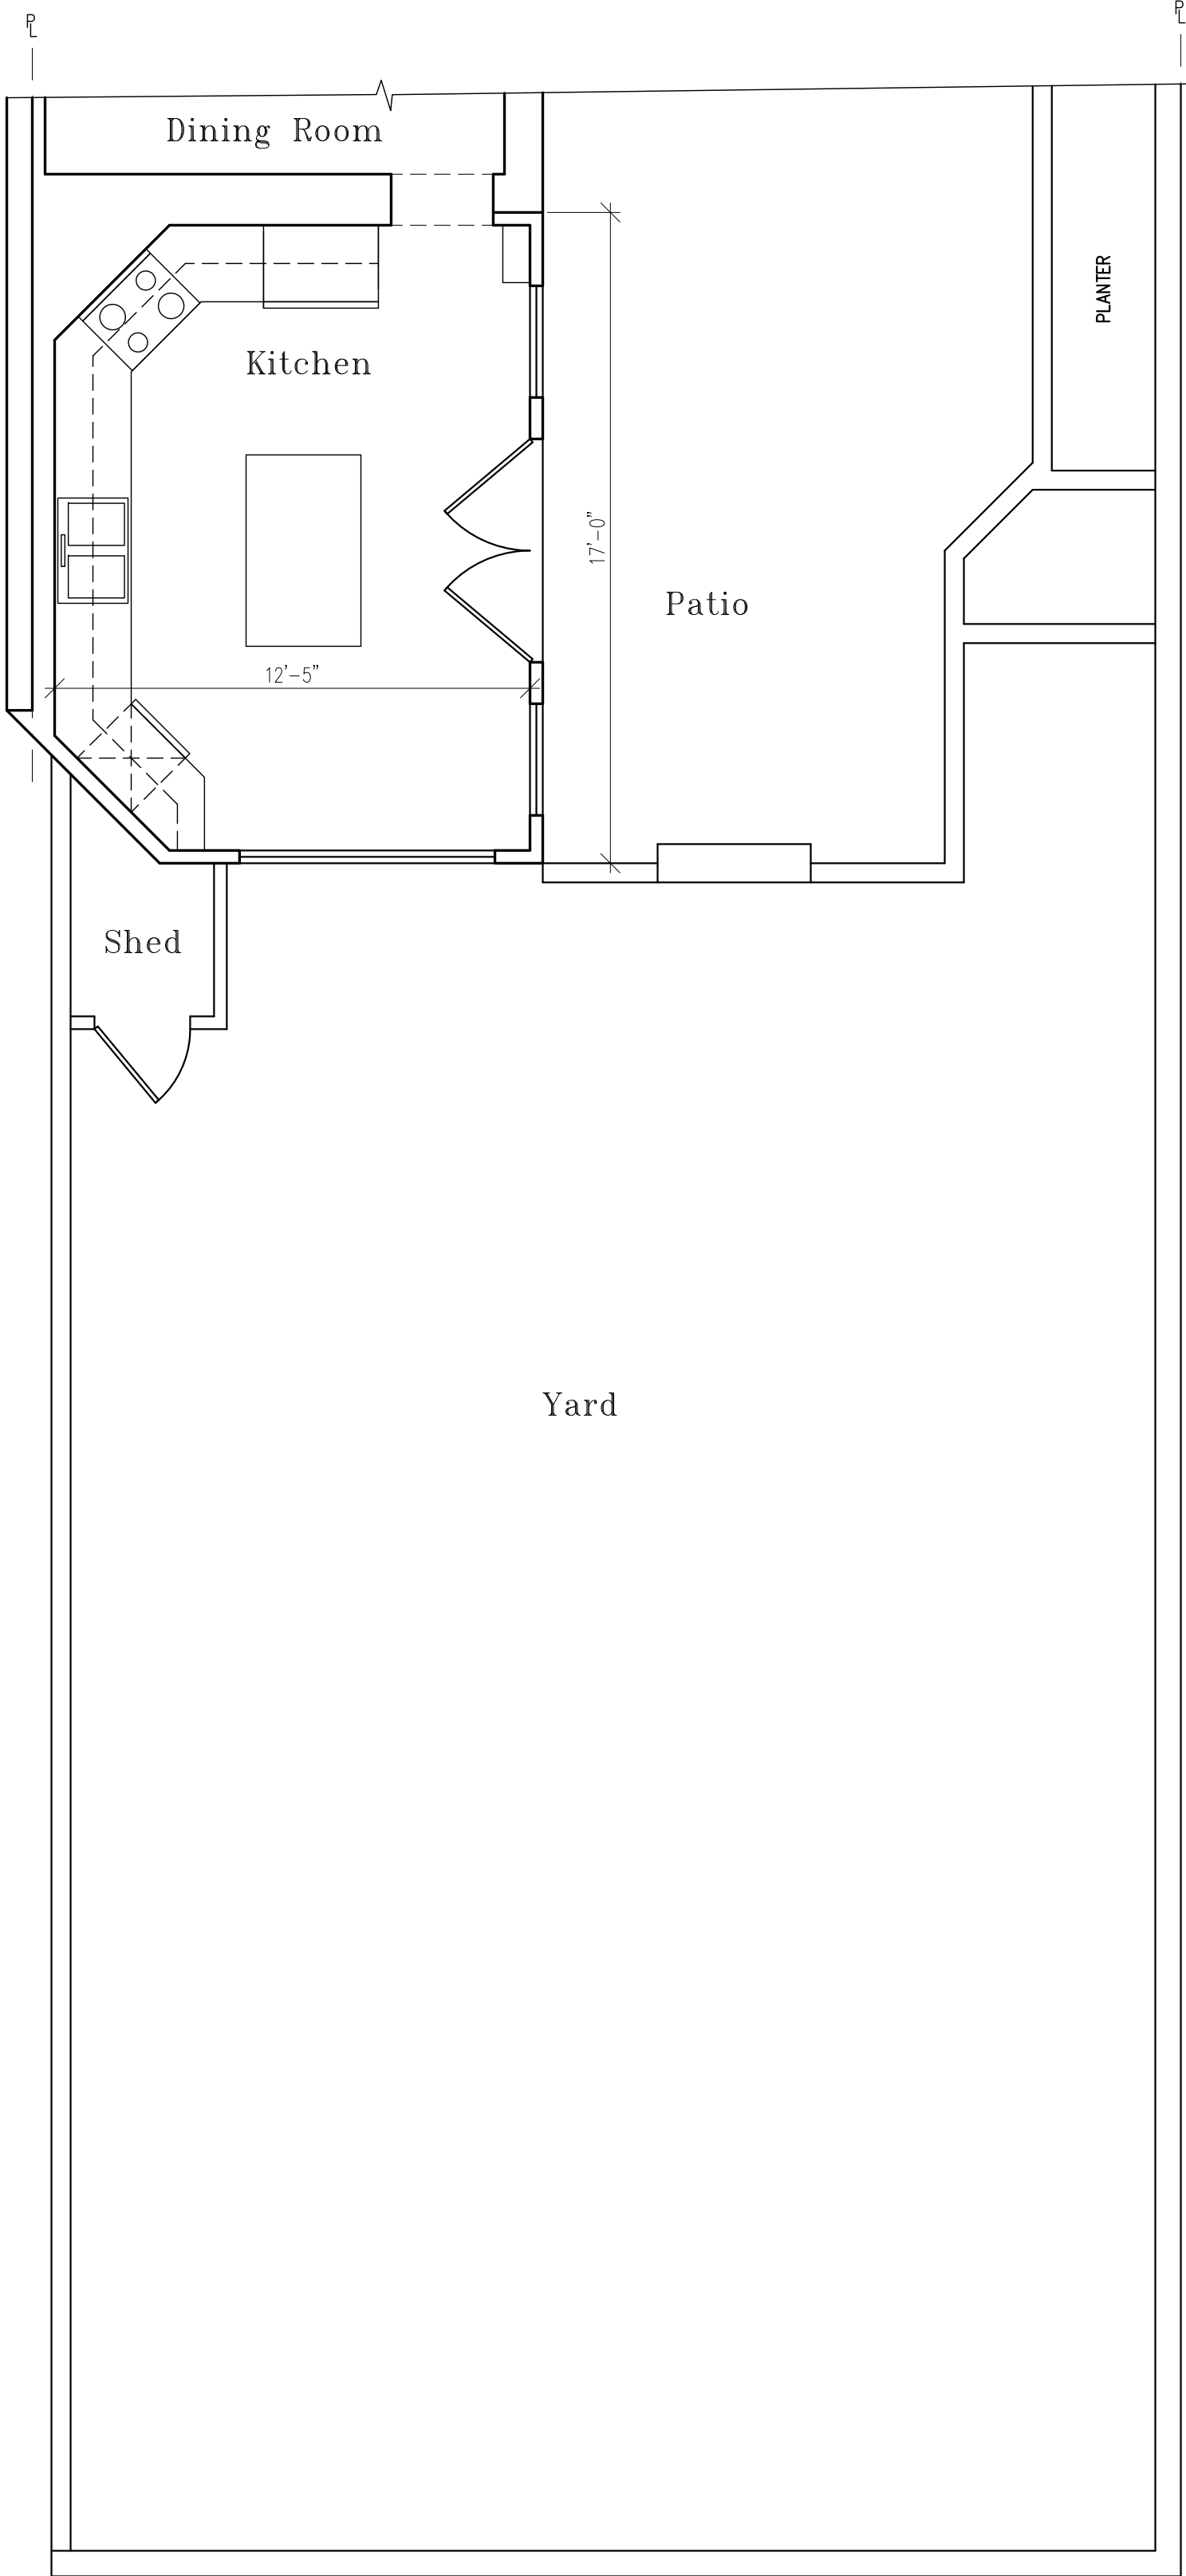 PL
PL
Dining Room
PLANTER
Kitchen
17'-0"
Patio
12'-5"
Shed
Yard